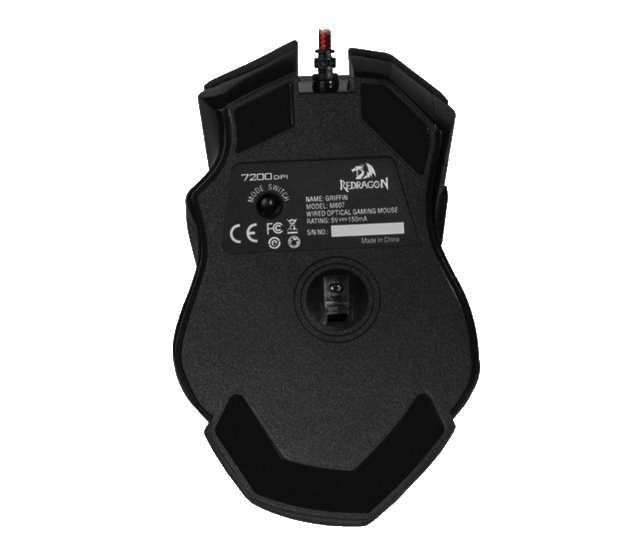 7200 DPI
REDRAGON
MODE SWITCH
NAME: GRIFFIN
MODEL: M607
WIRED OPTICAL GAMING MOUSE
RATING: 5V⎓150mA
S/N NO.:
CE FC
Made in China